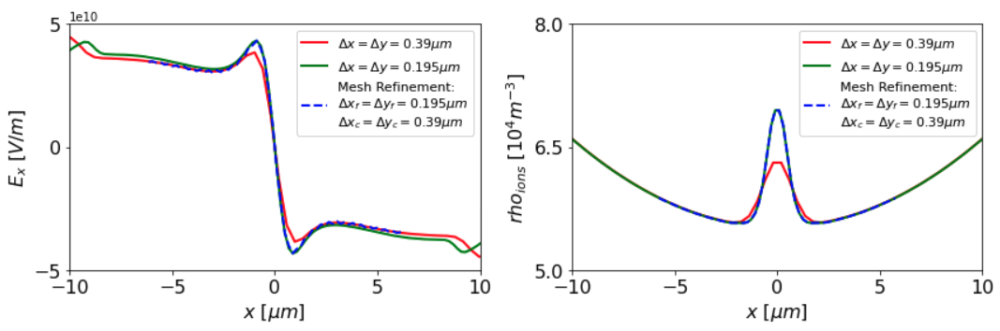 1e10
5
0
−5
E_x [V/m]
−10
−5
0
5
10
x [μm]
Δx = Δy = 0.39μm
Δx = Δy = 0.195μm
Mesh Refinement:
Δx_f = Δy_f = 0.195μm
Δx_c = Δy_c = 0.39μm
8.0
6.5
5.0
rho_ions [10^4 m^−3]
−10
−5
0
5
10
x [μm]
Δx = Δy = 0.39μm
Δx = Δy = 0.195μm
Mesh Refinement:
Δx_f = Δy_f = 0.195μm
Δx_c = Δy_c = 0.39μm